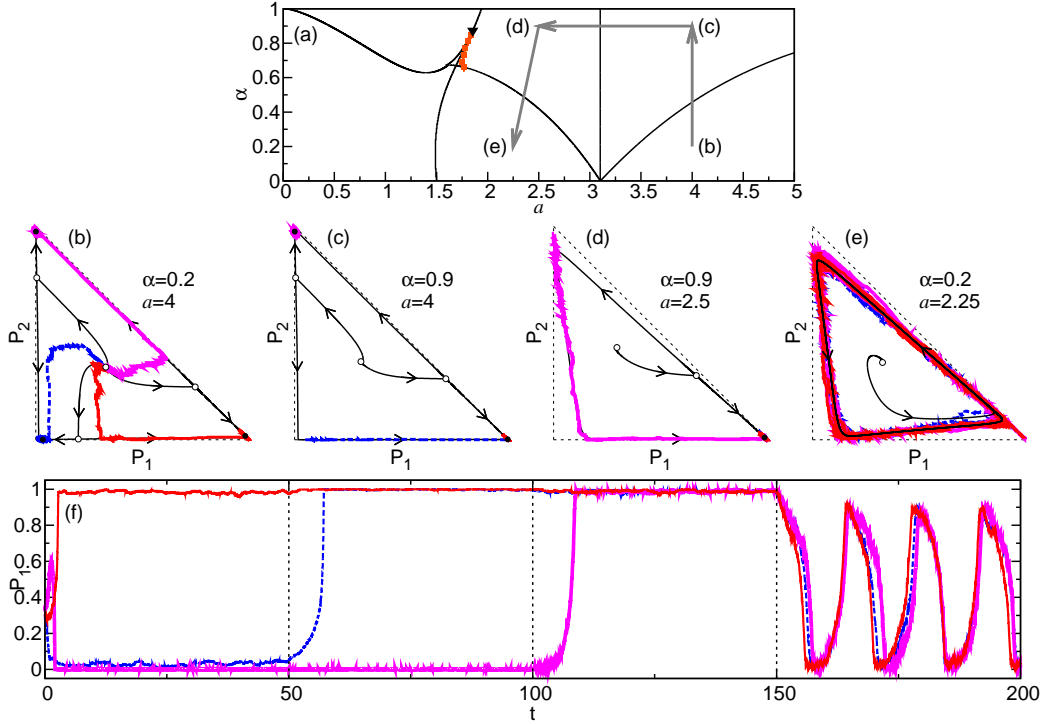 (a)
(d)
(c)
(e)
(b)
α
1
0.8
0.6
0.4
0.2
0
0 0.5 1 1.5 2 2.5 3 3.5 4 4.5 5
a
(b)
α=0.2
a=4
P2
P1
(c)
α=0.9
a=4
P1
(d)
α=0.9
a=2.5
P2
P1
(e)
α=0.2
a=2.25
P2
P1
(f)
P1
1
0.8
0.6
0.4
0.2
0
0 50 100 150 200
t